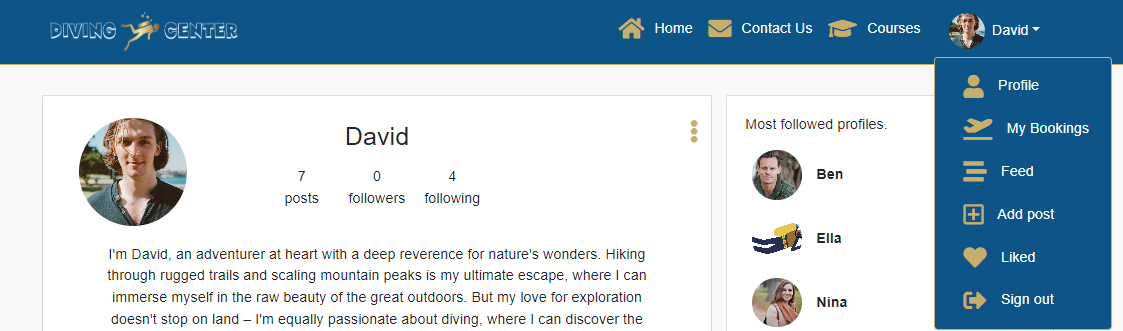 DIVING CENTER
Home Contact Us Courses David
Profile
My Bookings
Feed
Add post
Liked
Sign out
David
7 0 4
posts followers following
I'm David, an adventurer at heart with a deep reverence for nature's wonders. Hiking
through rugged trails and scaling mountain peaks is my ultimate escape, where I can
immerse myself in the raw beauty of the great outdoors. But my love for exploration
doesn't stop on land – I'm equally passionate about diving, where I can discover the
Most followed profiles.
Ben
Ella
Nina